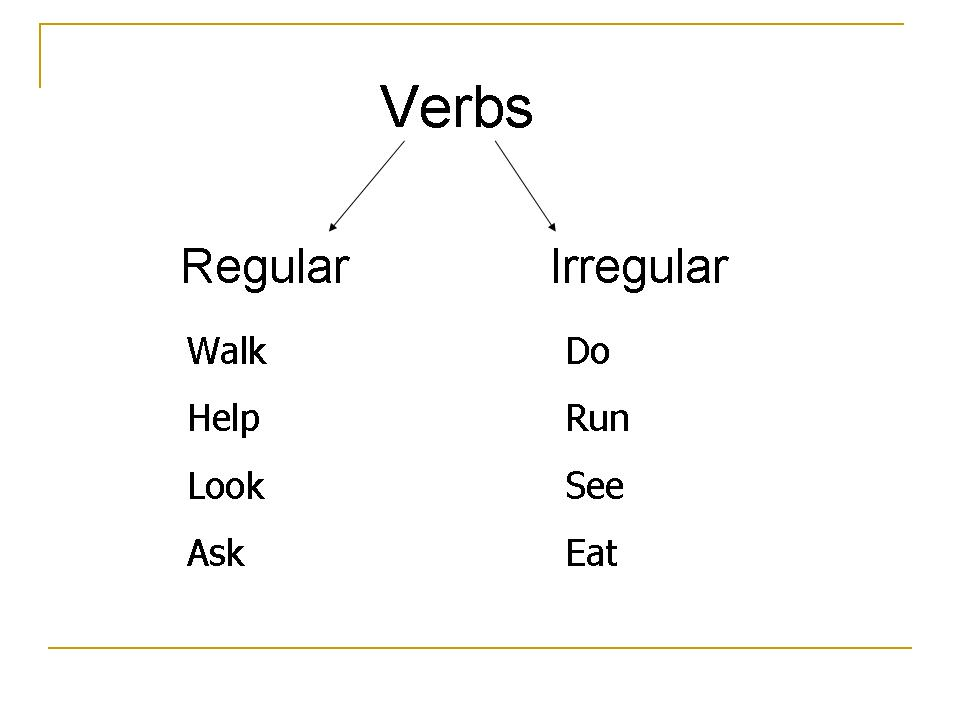 Verbs
Regular Irregular
Walk Do
Help Run
Look See
Ask Eat